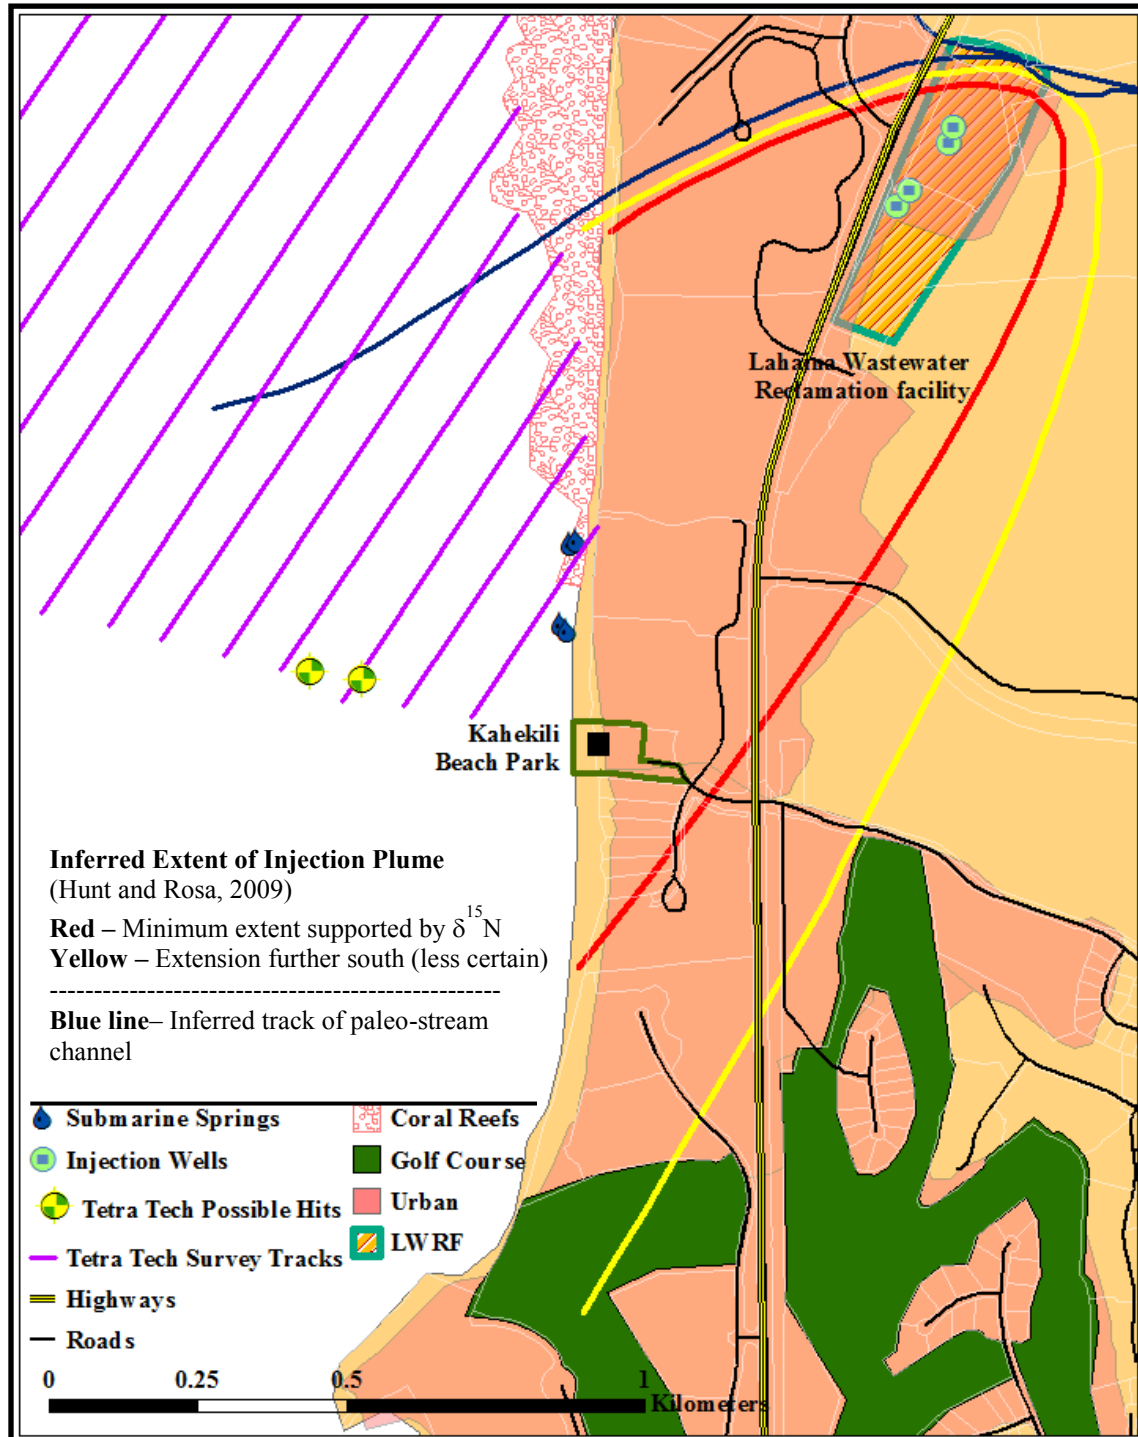 Lahaina Wastewater
Reclamation facility
Kahekili
Beach Park
Inferred Extent of Injection Plume
(Hunt and Rosa, 2009)
Red – Minimum extent supported by δ¹⁵N
Yellow – Extension further south (less certain)
---------------------------------------------------
Blue line– Inferred track of paleo-stream
channel
Submarine Springs
Injection Wells
Tetra Tech Possible Hits
Tetra Tech Survey Tracks
Highways
Roads
Coral Reefs
Golf Course
Urban
LWRF
0 0.25 0.5 1
Kilometers